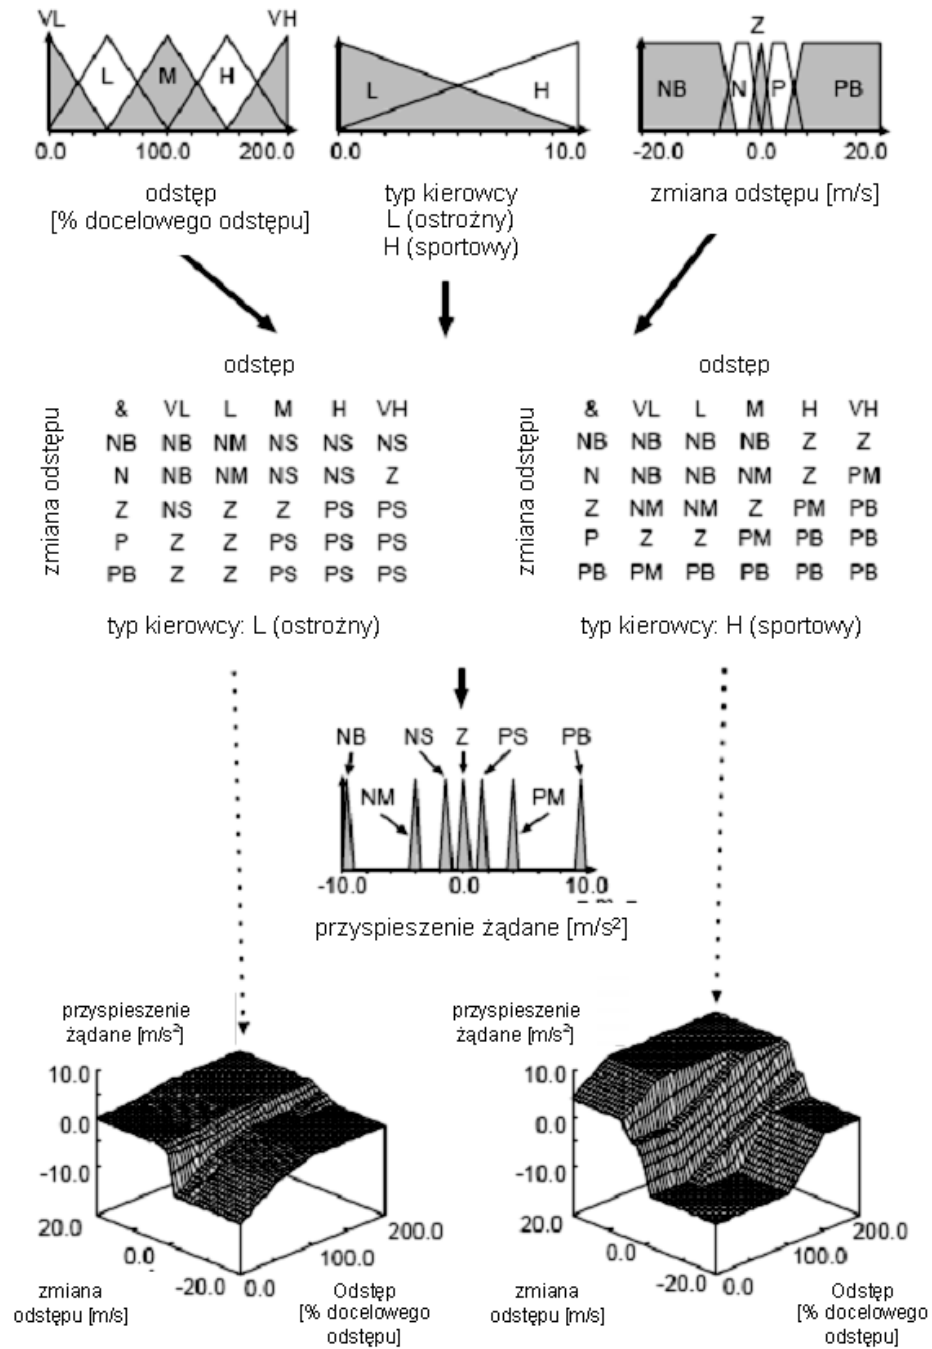 VL VH
L M H
0.0 100.0 200.0
odstęp
[% docelowego odstępu]
L H
0.0 10.0
typ kierowcy
L (ostrożny)
H (sportowy)
Z
NB N P PB
-20.0 0.0 20.0
zmiana odstępu [m/s]
odstęp
zmiana odstępu
& VL L M H VH
NB NB NM NS NS NS
N NB NM NS NS Z
Z NS Z Z PS PS
P Z Z PS PS PS
PB Z Z PS PS PS
typ kierowcy: L (ostrożny)
odstęp
zmiana odstępu
& VL L M H VH
NB NB NB NB Z Z
N NB NB NM Z PM
Z NM NM Z PM PB
P Z Z PM PB PB
PB PM PB PB PB PB
typ kierowcy: H (sportowy)
NB NS Z PS PB
NM PM
-10.0 0.0 10.0
przyspieszenie żądane [m/s²]
przyspieszenie
żądane [m/s²]
10.0
0.0
-10.0
20.0 0.0 -20.0
0.0 100.0 200.0
zmiana
odstępu [m/s]
Odstęp
[% docelowego
odstępu]
przyspieszenie
żądane [m/s²]
10.0
0.0
-10.0
20.0 0.0 -20.0
0.0 100.0 200.0
zmiana
odstępu [m/s]
Odstęp
[% docelowego
odstępu]